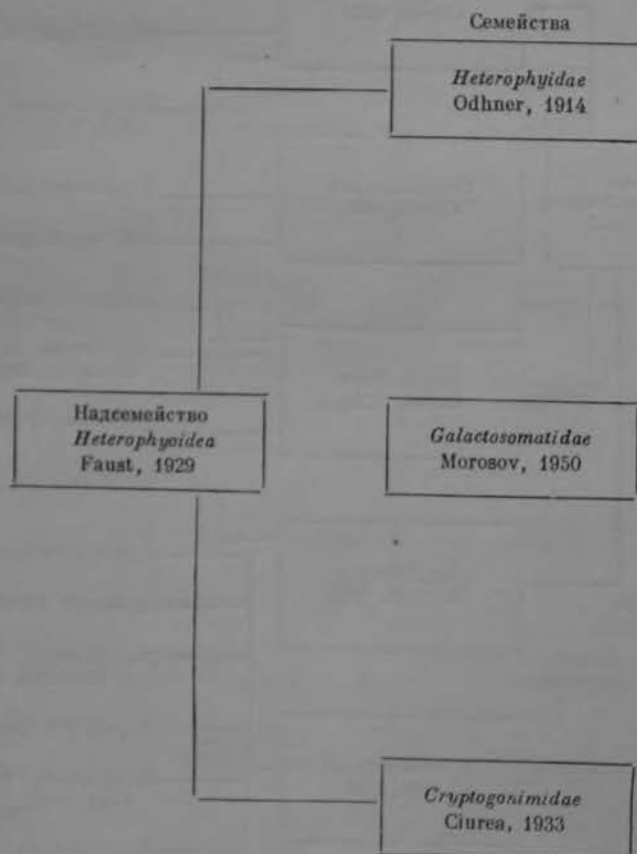 Семейства
Heterophyidae
Odhner, 1914
Надсемейство
Heterophyoidea
Faust, 1929
Galactosomatidae
Morosov, 1950
Cryptogonimidae
Ciurea, 1933